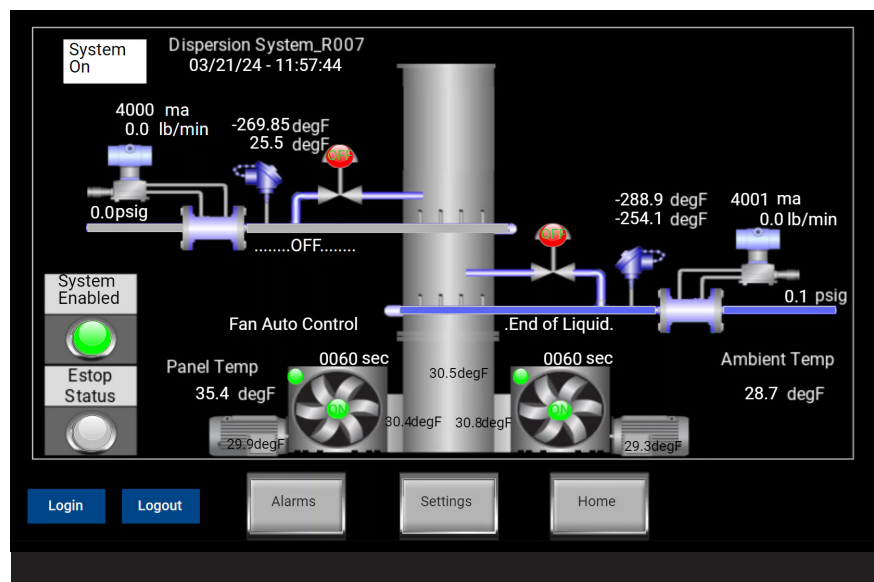 System
On
Dispersion System_R007
03/21/24 - 11:57:44
4000 ma
0.0 lb/min
-269.85 degF
25.5 degF
OFF
0.0 psig
........OFF........
-288.9 degF
-254.1 degF
4001 ma
0.0 lb/min
OFF
0.1 psig
System
Enabled
Fan Auto Control
.End of Liquid.
Estop
Status
Panel Temp
35.4 degF
0060 sec
ON
29.9degF
30.5degF
30.4degF
30.8degF
0060 sec
ON
29.3degF
Ambient Temp
28.7 degF
Login
Logout
Alarms
Settings
Home